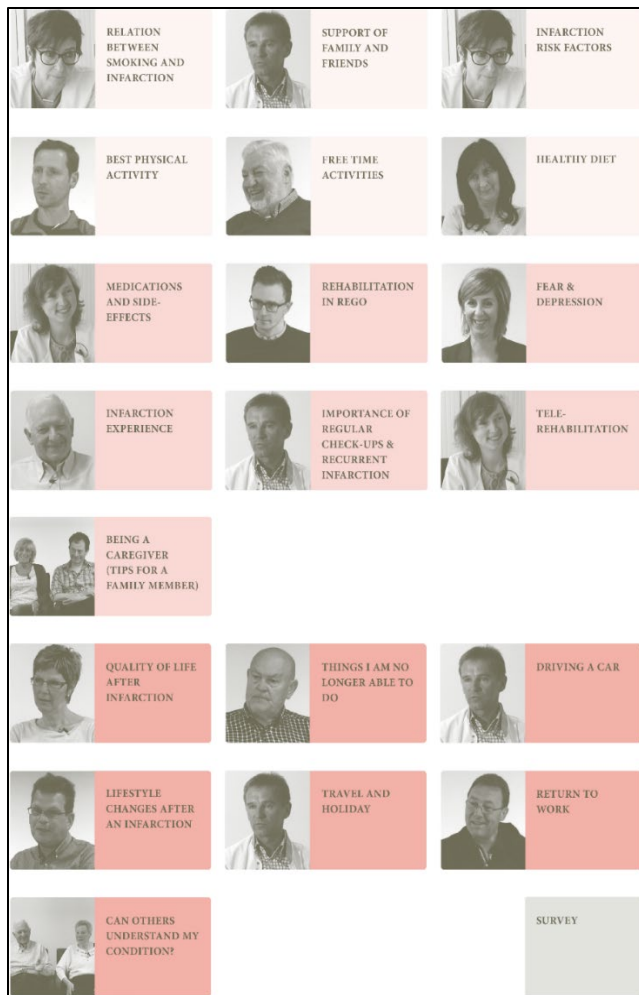 RELATION
BETWEEN
SMOKING AND
INFARCTION
SUPPORT OF
FAMILY AND
FRIENDS
INFARCTION
RISK FACTORS
BEST PHYSICAL
ACTIVITY
FREE TIME
ACTIVITIES
HEALTHY DIET
MEDICATIONS
AND SIDE-
EFFECTS
REHABILITATION
IN REGO
FEAR &
DEPRESSION
INFARCTION
EXPERIENCE
IMPORTANCE OF
REGULAR
CHECK-UPS &
RECURRENT
INFARCTION
TELE-
REHABILITATION
BEING A
CAREGIVER
(TIPS FOR A
FAMILY MEMBER)
QUALITY OF LIFE
AFTER
INFARCTION
THINGS I AM NO
LONGER ABLE TO
DO
DRIVING A CAR
LIFESTYLE
CHANGES AFTER
AN INFARCTION
TRAVEL AND
HOLIDAY
RETURN TO
WORK
CAN OTHERS
UNDERSTAND MY
CONDITION?
SURVEY